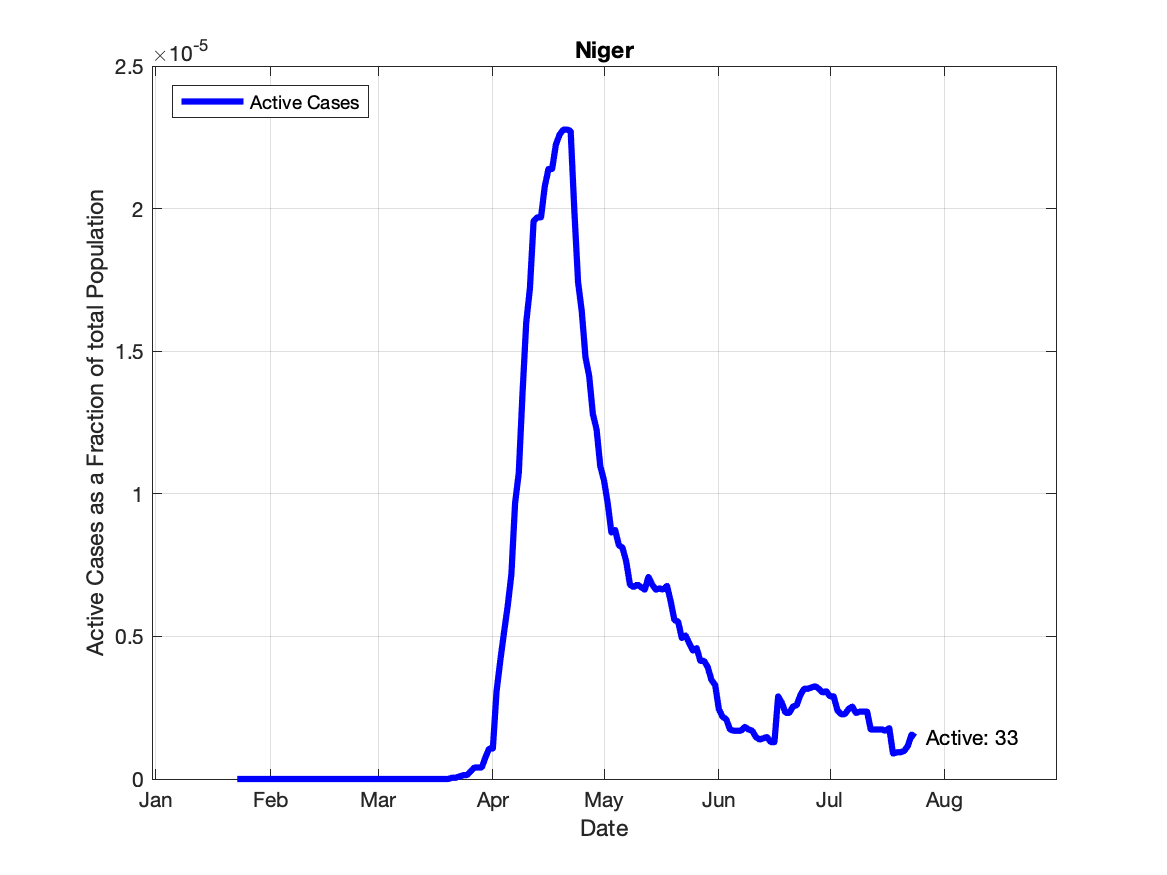 Niger
×10-5
Active Cases
2.5
2
1.5
1
0.5
0
Active Cases as a Fraction of total Population
Active: 33
Jan Feb Mar Apr May Jun Jul Aug
Date